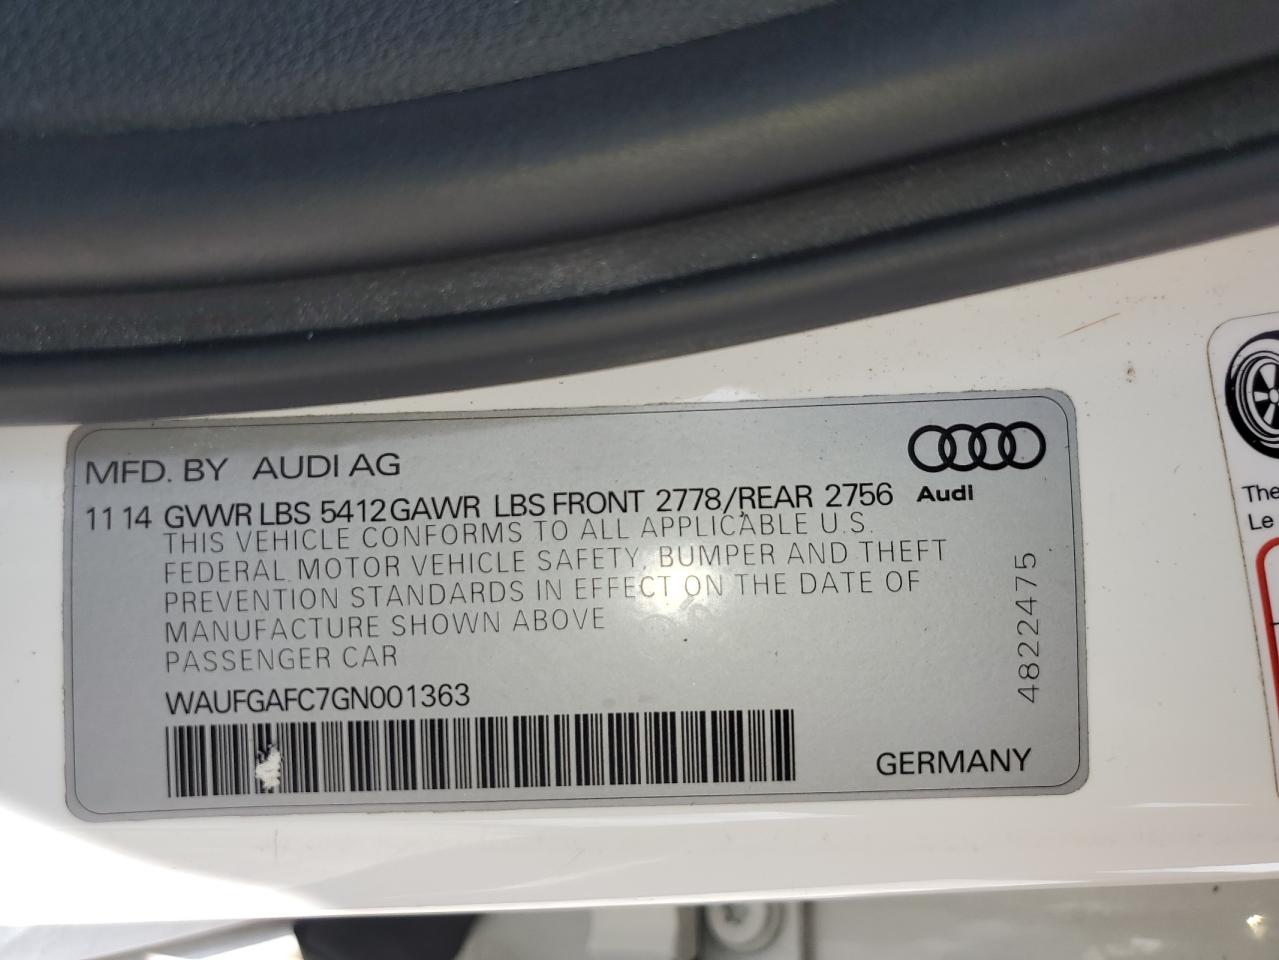 MFD. BY AUDI AG
Audi
11 14 GVWR LBS 5412 GAWR LBS FRONT 2778/REAR 2756
THIS VEHICLE CONFORMS TO ALL APPLICABLE U.S.
FEDERAL MOTOR VEHICLE SAFETY, BUMPER AND THEFT
PREVENTION STANDARDS IN EFFECT ON THE DATE OF
MANUFACTURE SHOWN ABOVE
PASSENGER CAR
WAUFGAFC7GN001363
48222475
GERMANY
The
Le